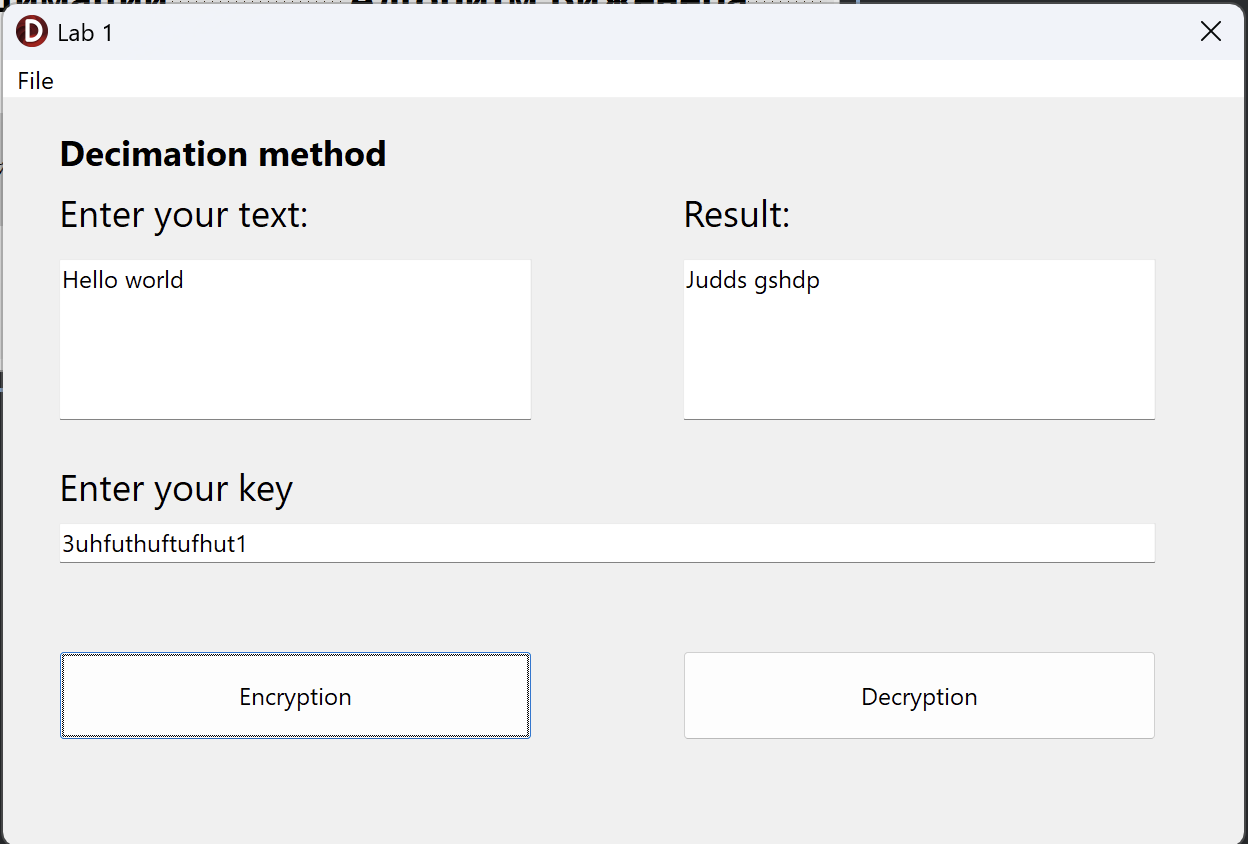 Lab 1
File
Decimation method
Enter your text:
Result:
Hello world
Judds gshdp
Enter your key
3uhfuthuftufhut1
Encryption
Decryption